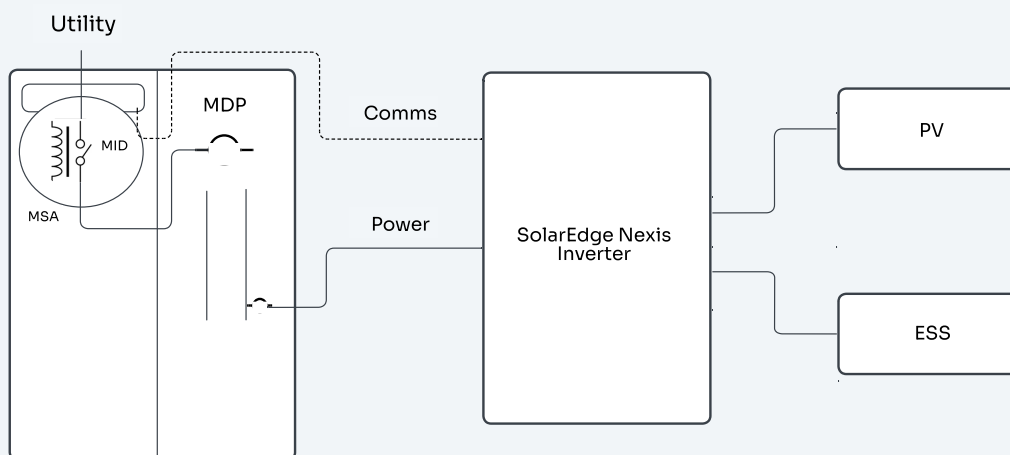 Utility
MDP
Comms
MID
MSA
Power
SolarEdge Nexis
Inverter
PV
ESS